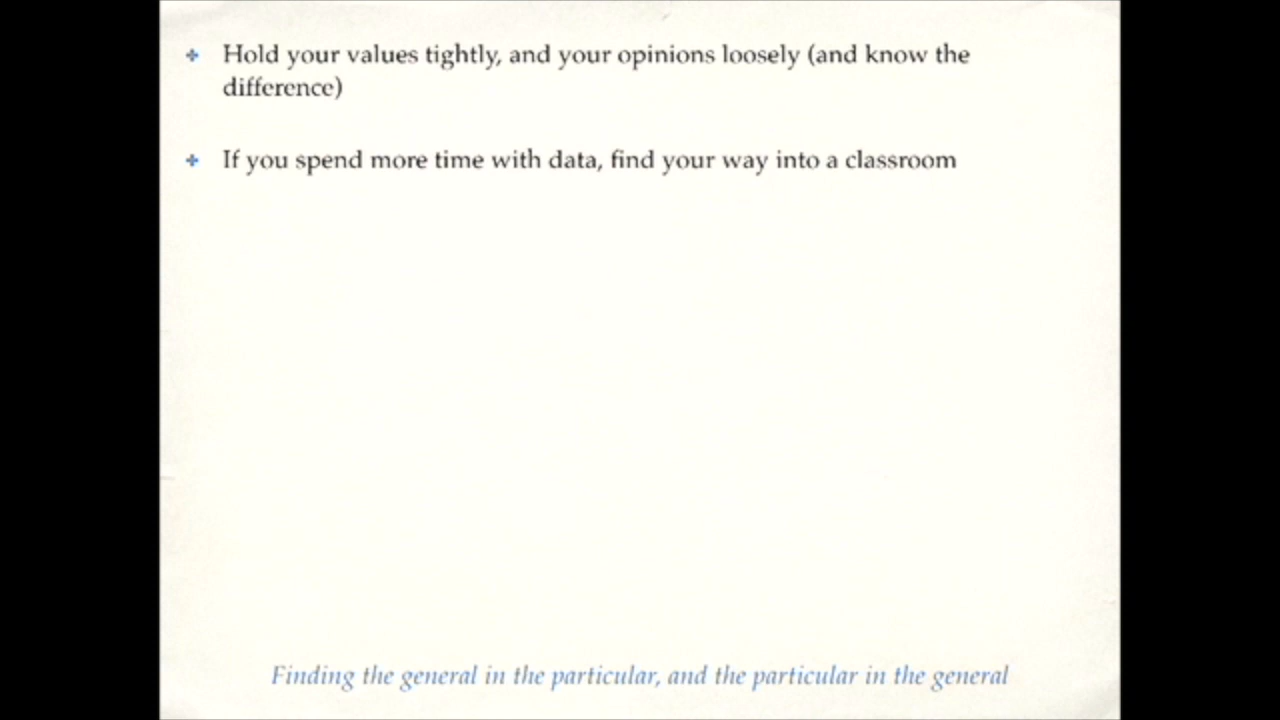 Hold your values tightly, and your opinions loosely (and know the
difference)
If you spend more time with data, find your way into a classroom
Finding the general in the particular, and the particular in the general